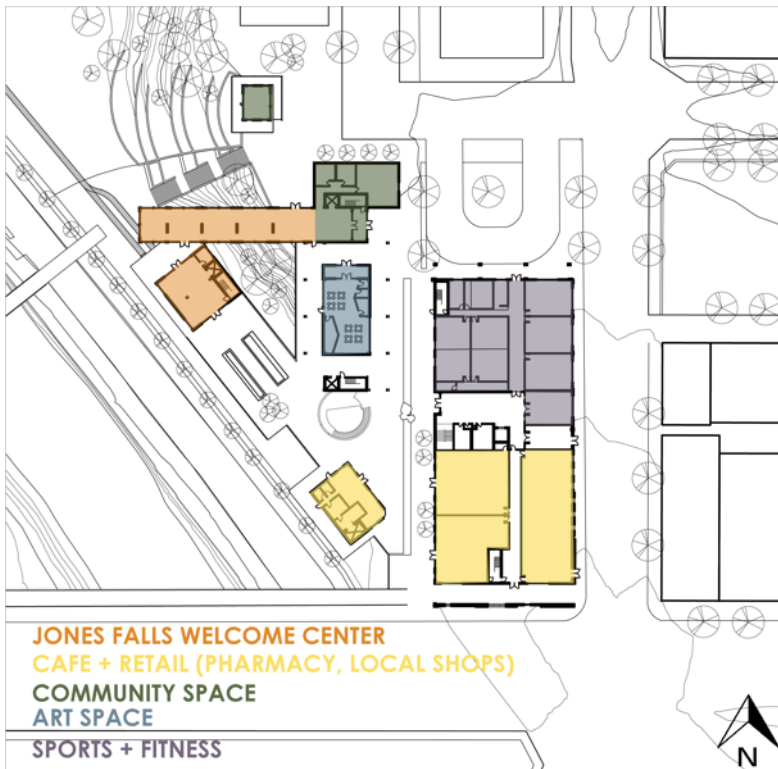 JONES FALLS WELCOME CENTER
CAFE + RETAIL (PHARMACY, LOCAL SHOPS)
COMMUNITY SPACE
ART SPACE
SPORTS + FITNESS
N